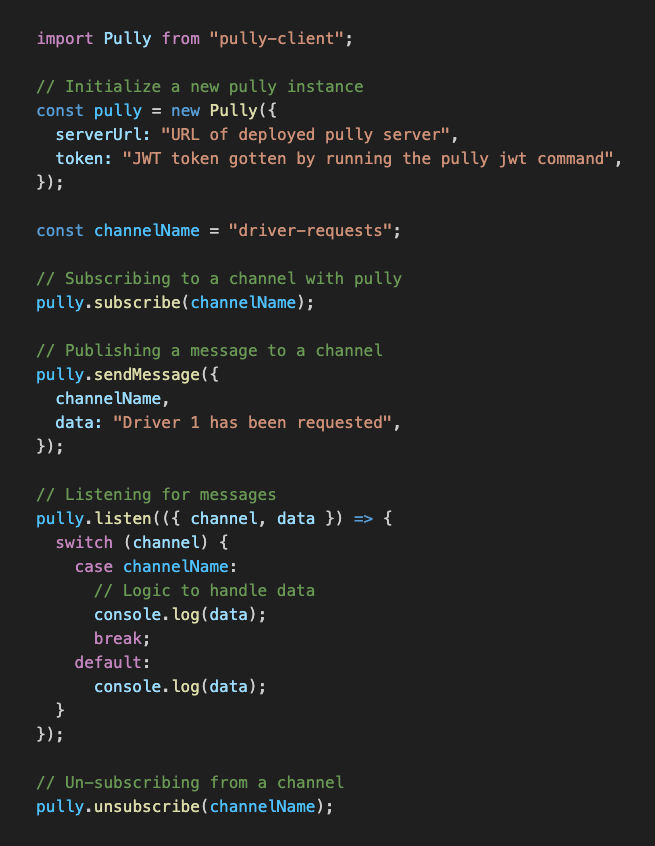 import Pully from "pully-client";

// Initialize a new pully instance
const pully = new Pully({
  serverUrl: "URL of deployed pully server",
  token: "JWT token gotten by running the pully jwt command",
});

const channelName = "driver-requests";

// Subscribing to a channel with pully
pully.subscribe(channelName);

// Publishing a message to a channel
pully.sendMessage({
  channelName,
  data: "Driver 1 has been requested",
});

// Listening for messages
pully.listen(({ channel, data }) => {
  switch (channel) {
    case channelName:
      // Logic to handle data
      console.log(data);
      break;
    default:
      console.log(data);
  }
});

// Un-subscribing from a channel
pully.unsubscribe(channelName);